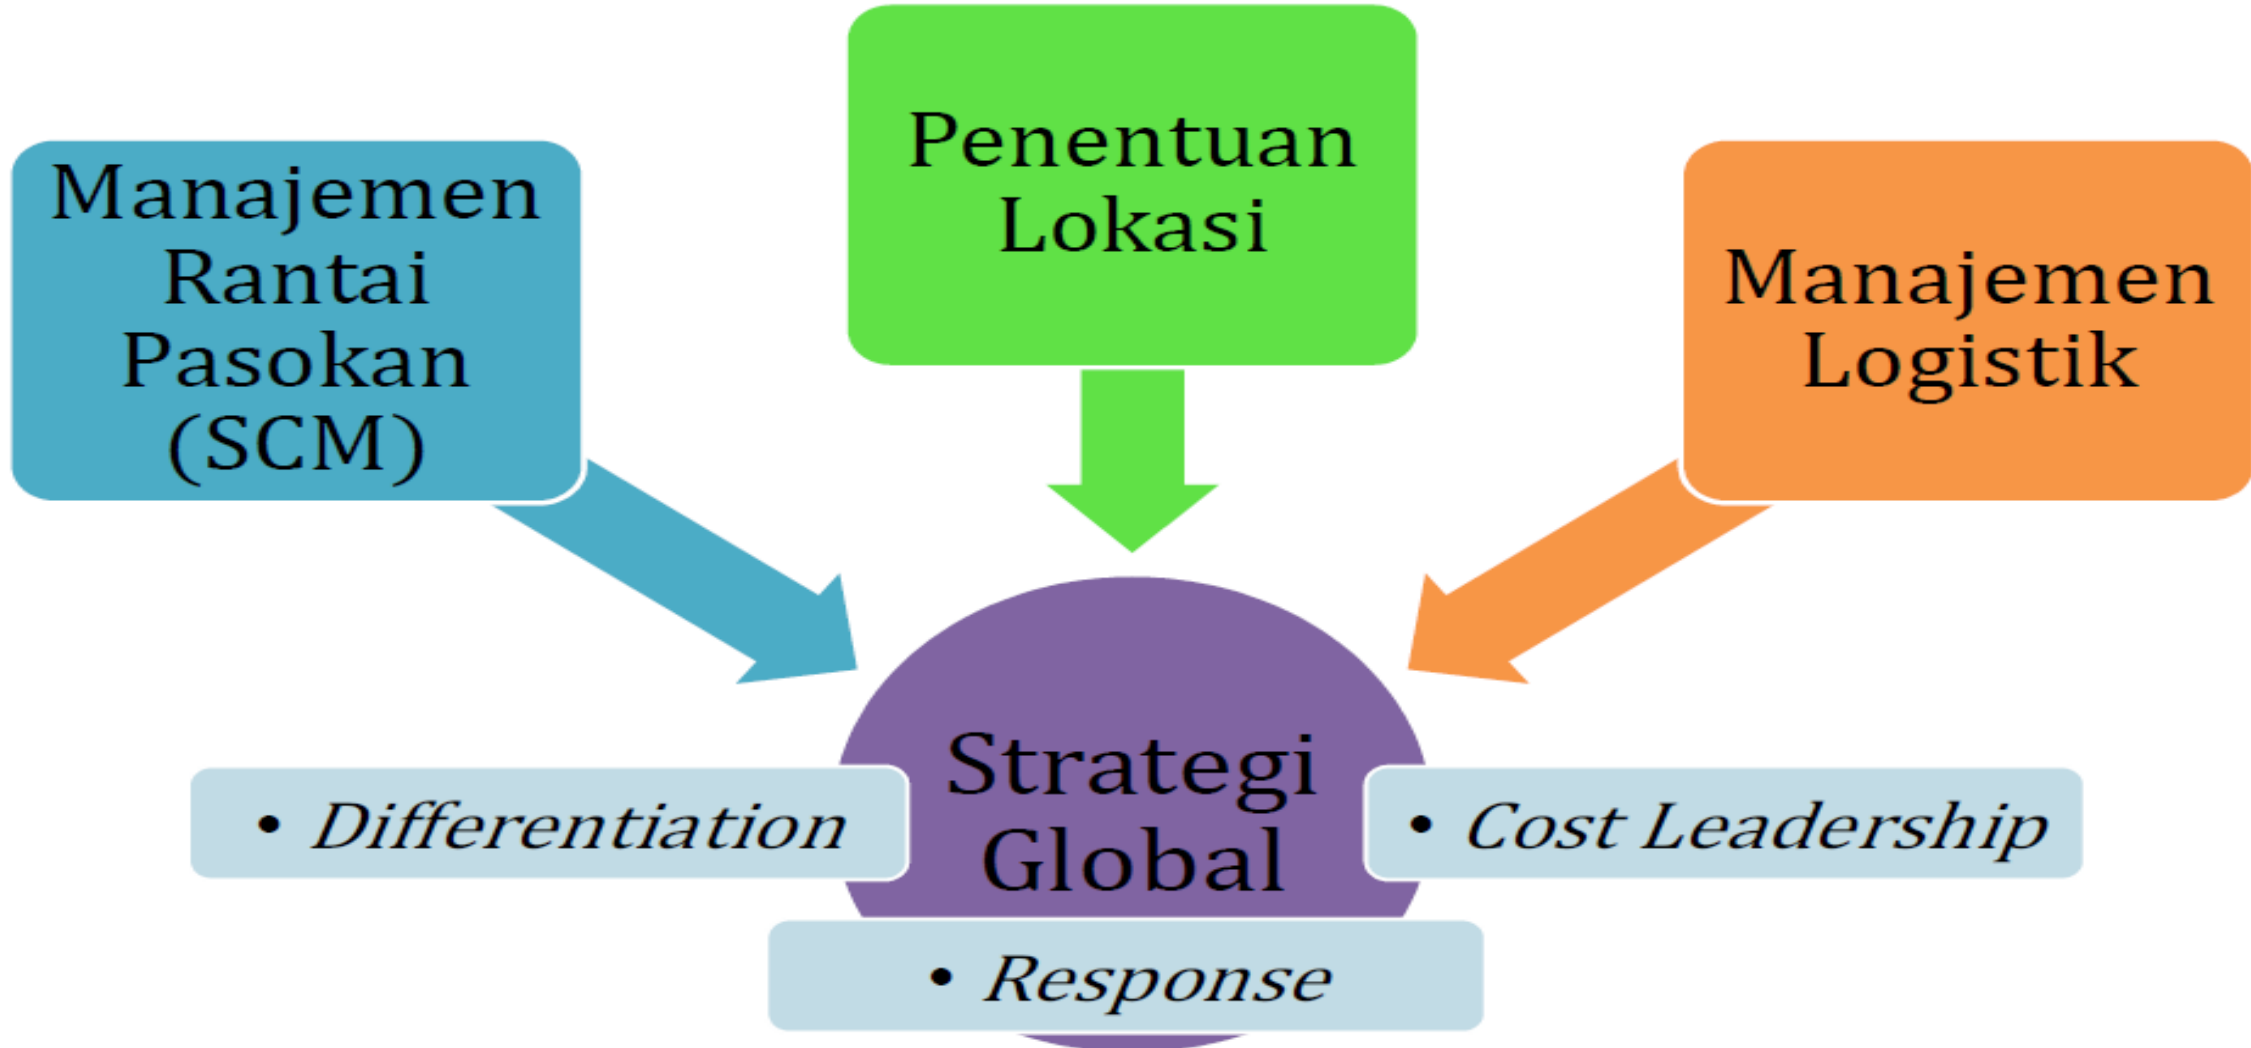 Manajemen
Rantai
Pasokan
(SCM)
Penentuan
Lokasi
Manajemen
Logistik
Strategi
Global
• Differentiation
• Cost Leadership
• Response